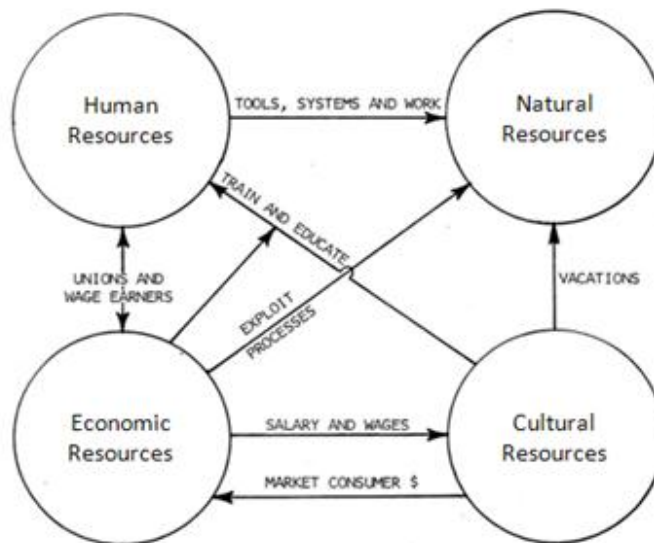 Human
Resources
TOOLS, SYSTEMS AND WORK
Natural
Resources
TRAIN AND EDUCATE
UNIONS AND
WAGE EARNERS
EXPLOIT
PROCESSES
VACATIONS
Economic
Resources
SALARY AND WAGES
Cultural
Resources
MARKET CONSUMER $